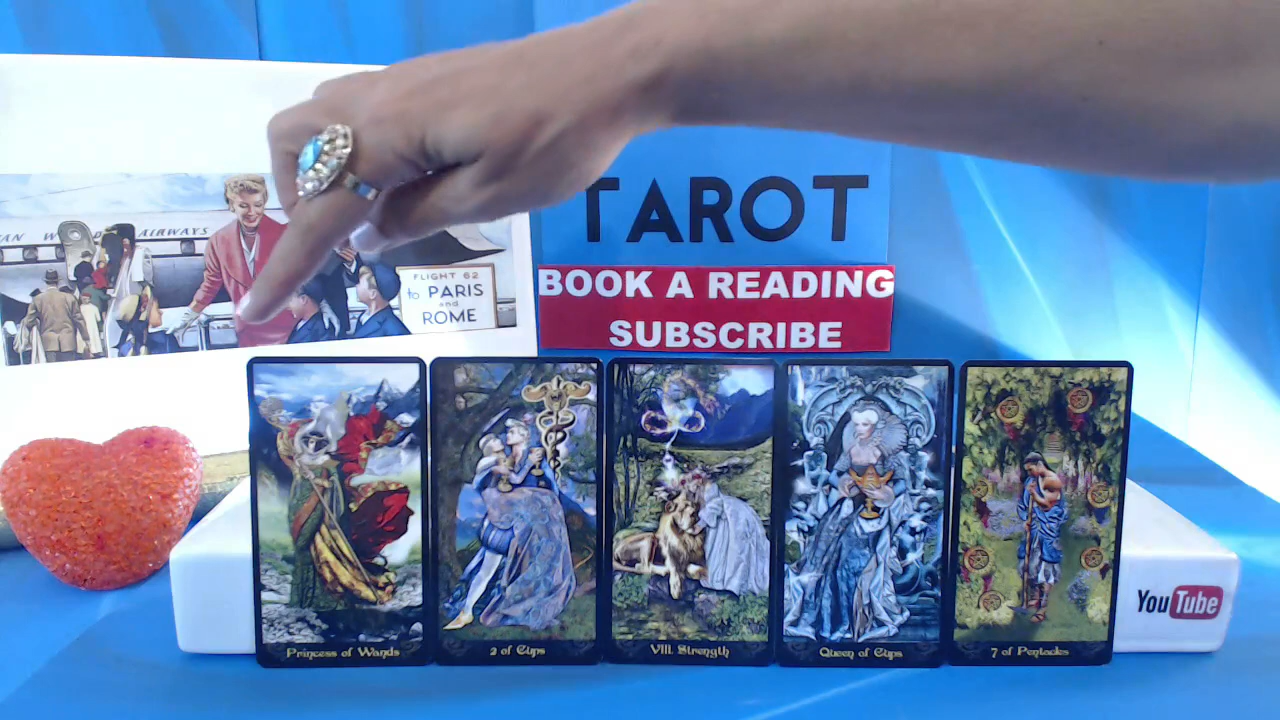 AIRWAYS
FLIGHT 62
to PARIS
and
ROME
TAROT
BOOK A READING
SUBSCRIBE
Princess of Wands
2 of Cups
VIII. Strength
Queen of Cups
7 of Pentacles
YouTube